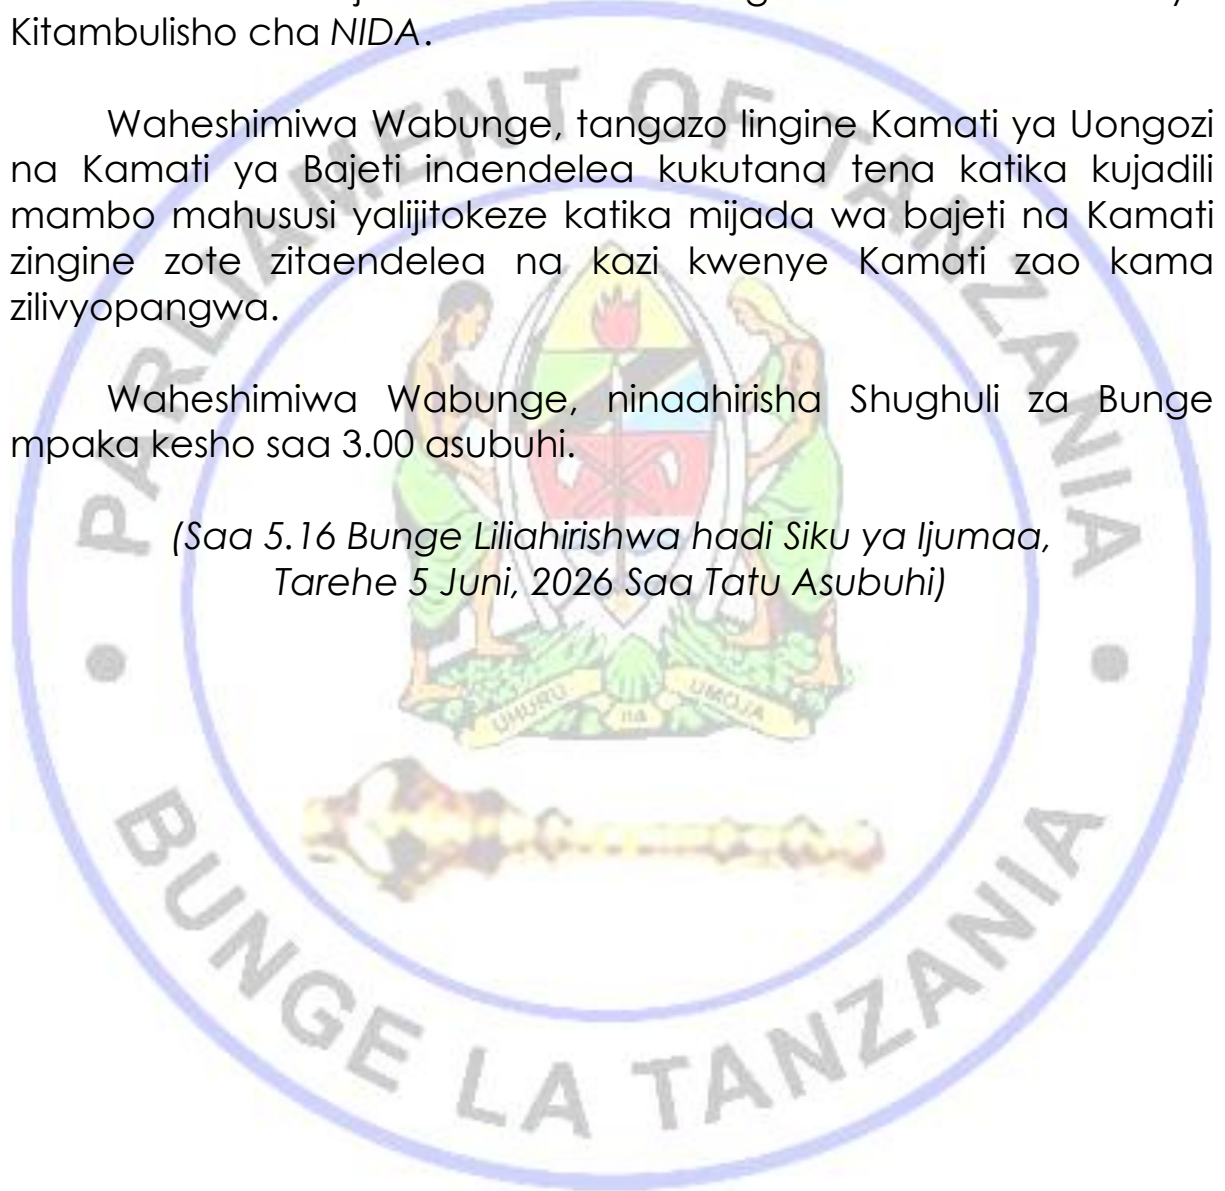 Kitambulisho cha NIDA.
Waheshimiwa Wabunge, tangazo lingine Kamati ya Uongozi
na Kamati ya Bajeti inaendelea kukutana tena katika kujadili
mambo mahususi yalijitokeze katika mijada wa bajeti na Kamati
zingine zote zitaendelea na kazi kwenye Kamati zao kama
zilivyopangwa.
Waheshimiwa Wabunge, ninaahirisha Shughuli za Bunge
mpaka kesho saa 3.00 asubuhi.
(Saa 5.16 Bunge Liliahirishwa hadi Siku ya Ijumaa,
Tarehe 5 Juni, 2026 Saa Tatu Asubuhi)
PARLIAMENT OF TANZANIA
UHURU NA UMOJA
BUNGE LA TANZANIA